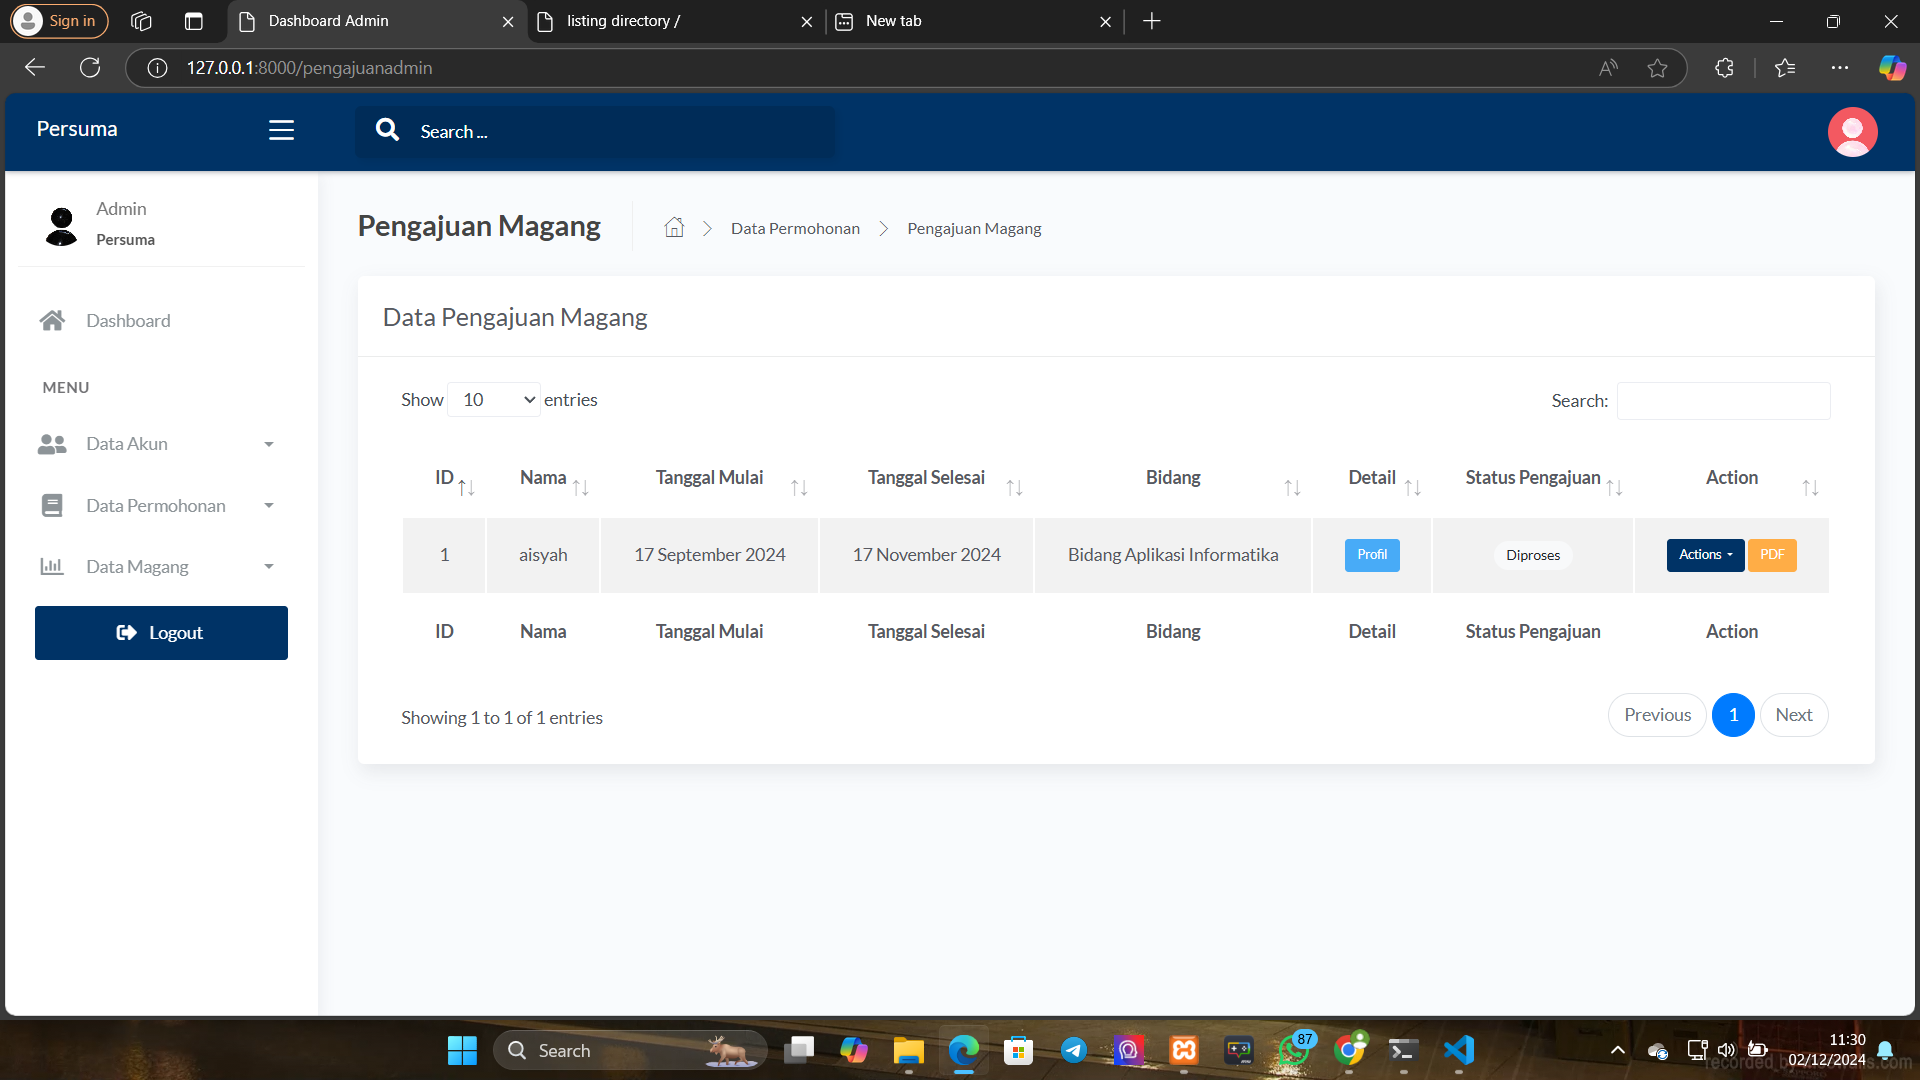 Sign in
Dashboard Admin
listing directory /
New tab
127.0.0.1:8000/pengajuanadmin
Persuma
Search ...
Admin
Persuma
Dashboard
MENU
Data Akun
Data Permohonan
Data Magang
Logout
Pengajuan Magang
Data Permohonan
Pengajuan Magang
Data Pengajuan Magang
Show 10 entries
Search:
ID Nama Tanggal Mulai Tanggal Selesai Bidang Detail Status Pengajuan Action
1 aisyah 17 September 2024 17 November 2024 Bidang Aplikasi Informatika Profil Diproses Actions PDF
ID Nama Tanggal Mulai Tanggal Selesai Bidang Detail Status Pengajuan Action
Showing 1 to 1 of 1 entries
Previous 1 Next
Search
87
11:30
02/12/2024